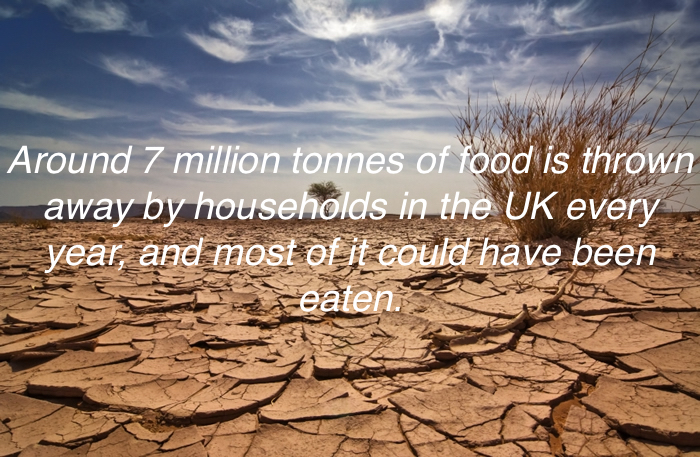 Around 7 million tonnes of food is thrown
away by households in the UK every
year, and most of it could have been
eaten.